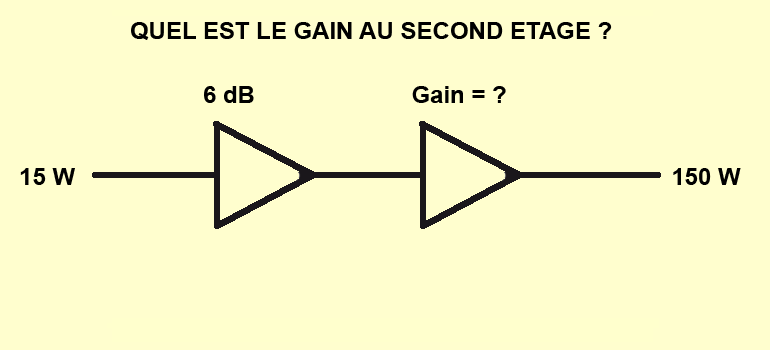 QUEL EST LE GAIN AU SECOND ETAGE ?
6 dB
Gain = ?
15 W
150 W